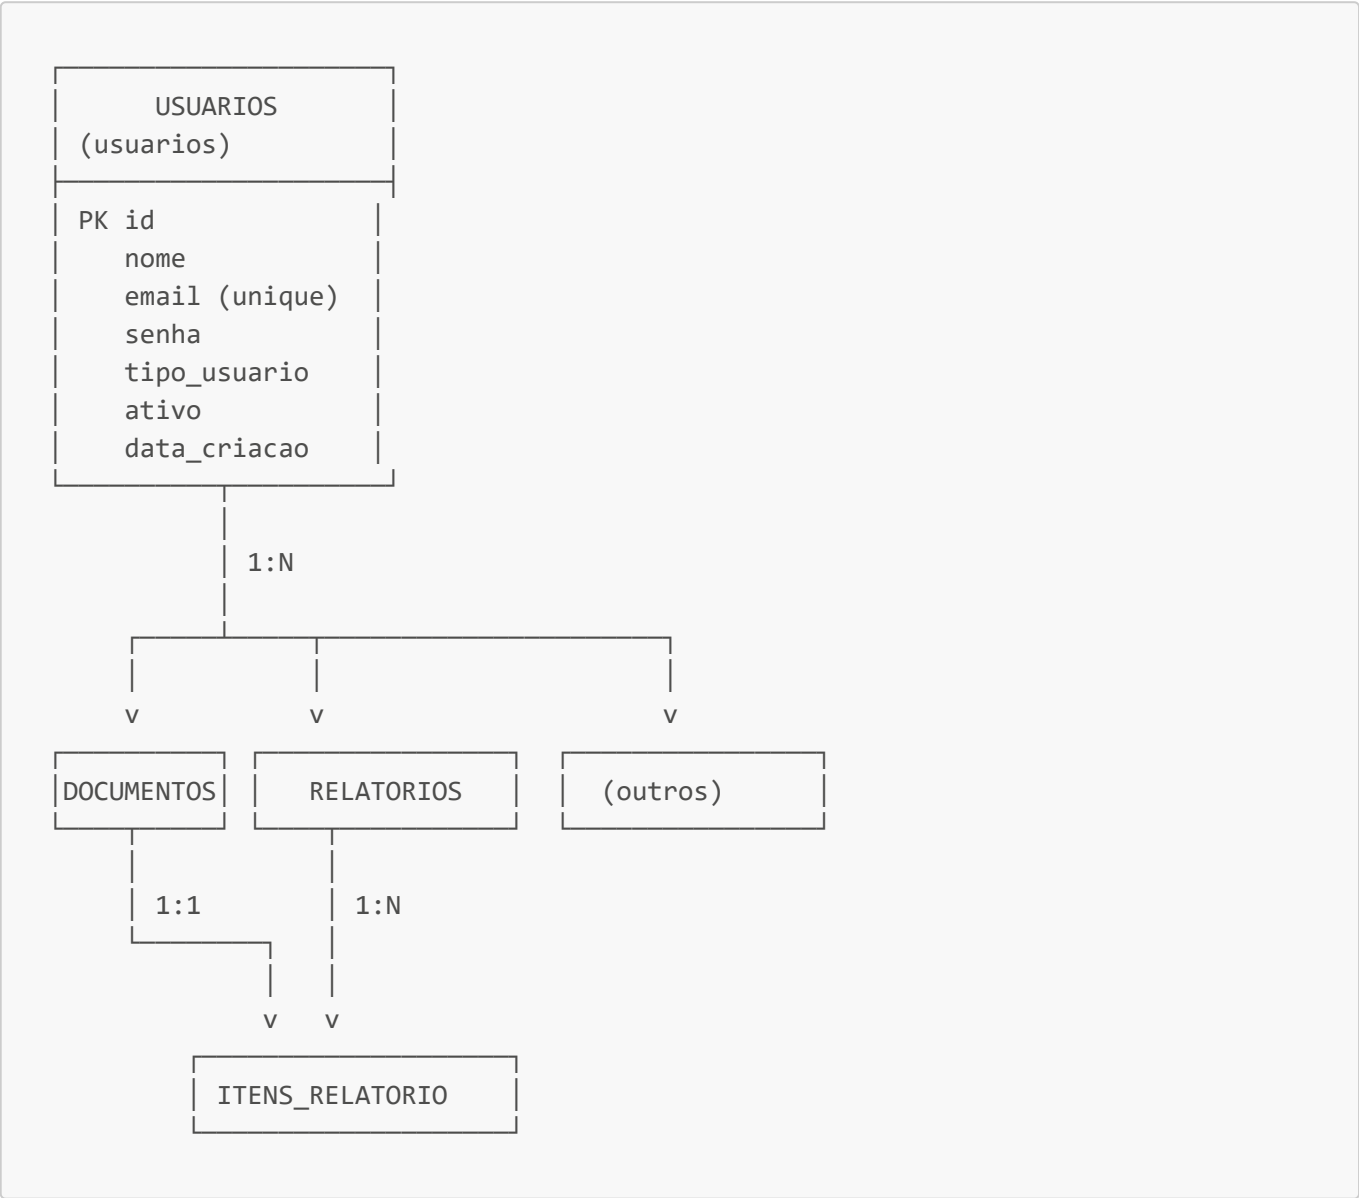 USUARIOS
(usuarios)
PK id
nome
email (unique)
senha
tipo_usuario
ativo
data_criacao
1:N
v v v
DOCUMENTOS RELATORIOS (outros)
1:1 1:N
v v
ITENS_RELATORIO